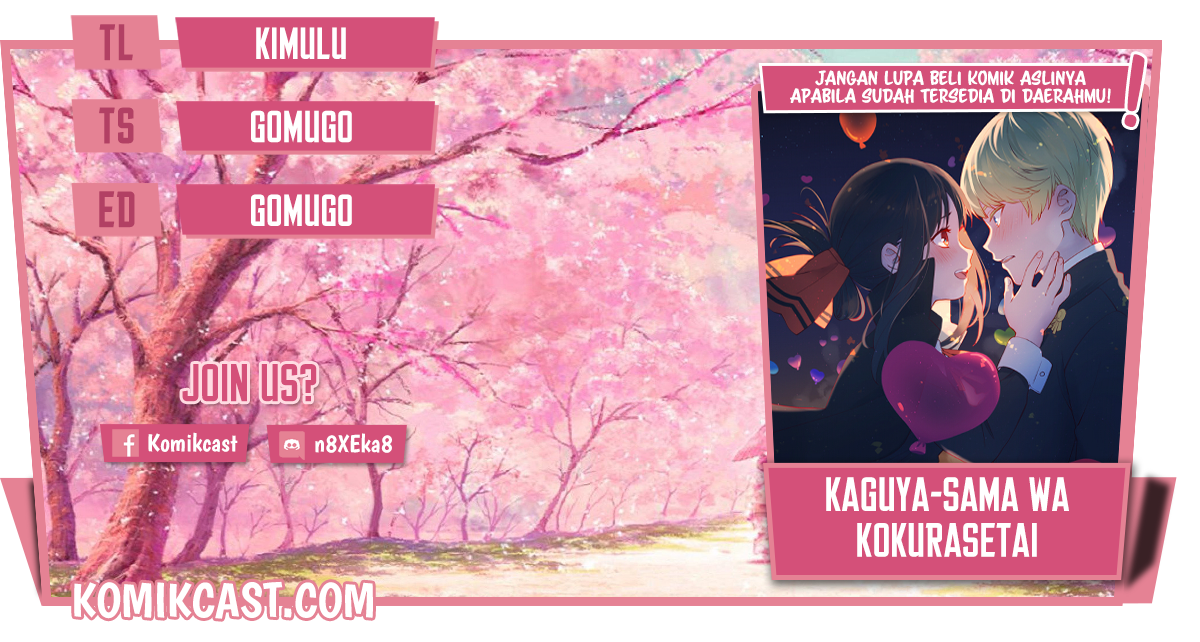 TL KIMULU
TS GOMUGO
ED GOMUGO
JANGAN LUPA BELI KOMIK ASLINYA
APABILA SUDAH TERSEDIA DI DAERAHMU!
JOIN US?
Komikcast n8XEka8
KAGUYA-SAMA WA
KOKURASETAI
KOMIKCAST.COM